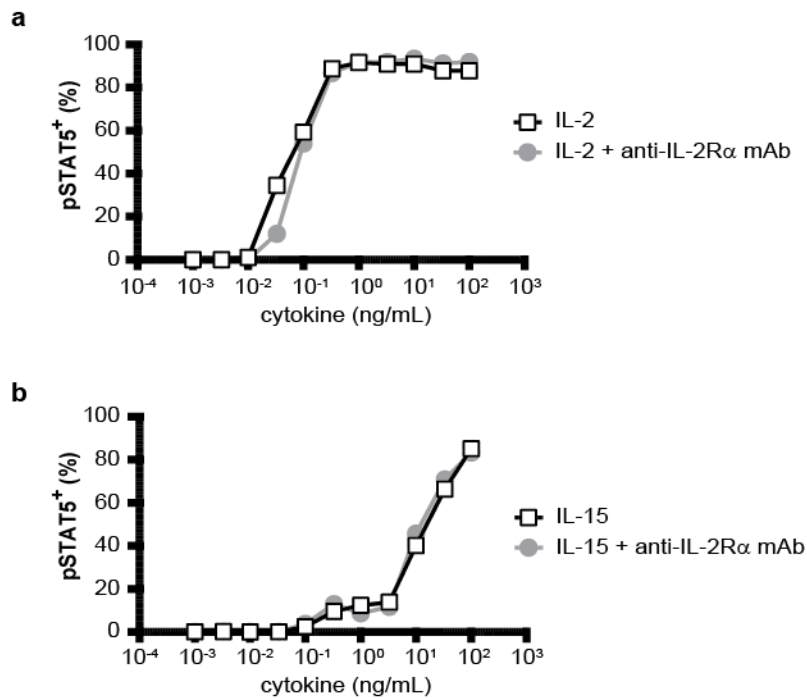 a
100
80
60
40
20
0
pSTAT5⁺ (%)
10⁻⁴ 10⁻³ 10⁻² 10⁻¹ 10⁰ 10¹ 10² 10³
cytokine (ng/mL)
IL-2
IL-2 + anti-IL-2Rα mAb
b
100
80
60
40
20
0
pSTAT5⁺ (%)
10⁻⁴ 10⁻³ 10⁻² 10⁻¹ 10⁰ 10¹ 10² 10³
cytokine (ng/mL)
IL-15
IL-15 + anti-IL-2Rα mAb